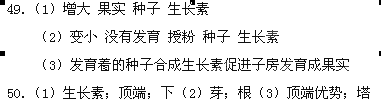 49.（1）增大 果实 种子 生长素
（2）变小 没有发育 授粉 种子 生长素
（3）发育着的种子合成生长素促进子房发育成果实
50.（1）生长素；顶端；下（2）芽；根（3）顶端优势；塔